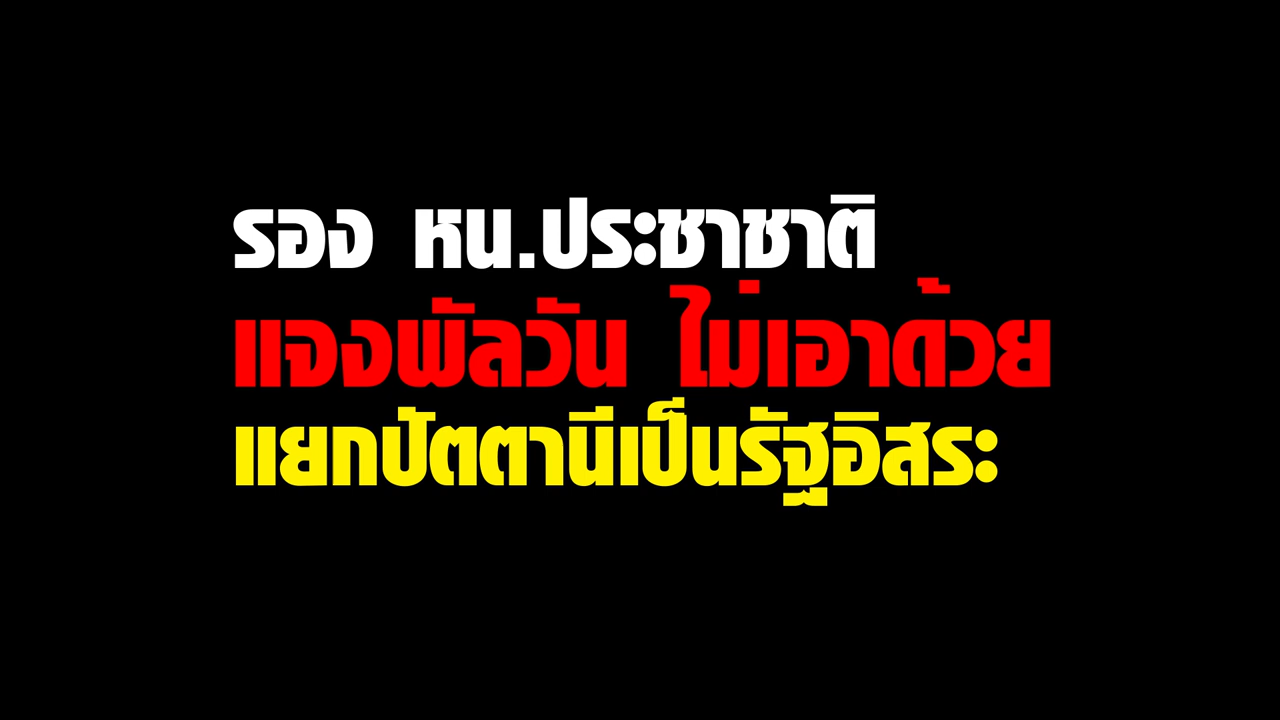 รอง หน.ประชาชาติ
แจงพัลวัน ไม่เอาด้วย
แยกปัตตานีเป็นรัฐอิสระ